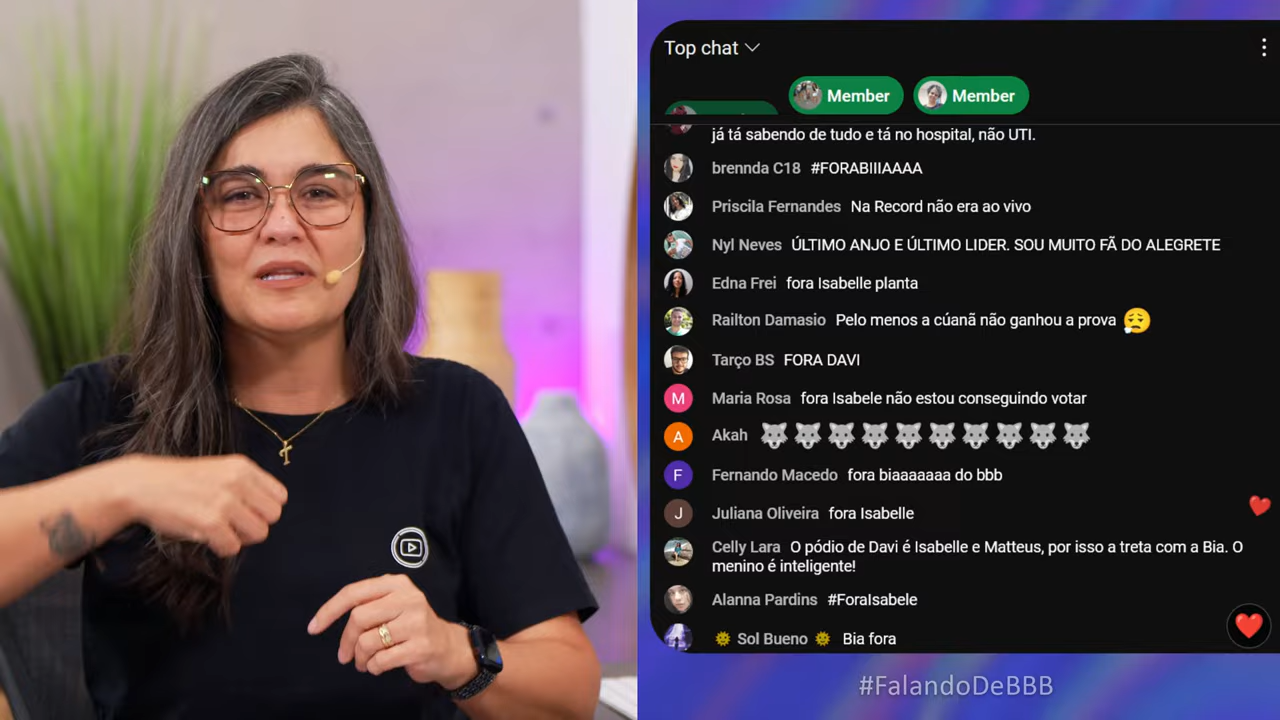 Top chat
Member
Member
já tá sabendo de tudo e tá no hospital, não UTI.
brennda C18 #FORABIIIAAAA
Priscila Fernandes Na Record não era ao vivo
Nyl Neves ÚLTIMO ANJO E ÚLTIMO LIDER. SOU MUITO FÃ DO ALEGRETE
Edna Frei fora Isabelle planta
Railton Damasio Pelo menos a cúanã não ganhou a prova 😮‍💨
Tarço BS FORA DAVI
M Maria Rosa fora Isabele não estou conseguindo votar
A Akah 🐺🐺🐺🐺🐺🐺🐺🐺🐺🐺
F Fernando Macedo fora biaaaaaaa do bbb
J Juliana Oliveira fora Isabelle
Celly Lara O pódio de Davi é Isabelle e Matteus, por isso a treta com a Bia. O
menino é inteligente!
Alanna Pardins #ForaIsabele
🌞 Sol Bueno 🌞 Bia fora
#FalandoDeBBB